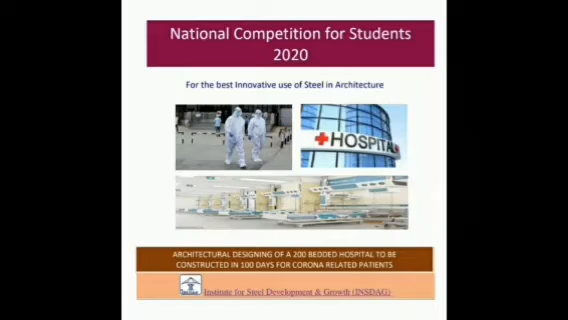 National Competition for Students
2020
For the best Innovative use of Steel in Architecture
HOSPITAL
ARCHITECTURAL DESIGNING OF A 200 BEDDED HOSPITAL TO BE
CONSTRUCTED IN 100 DAYS FOR CORONA RELATED PATIENTS
Institute for Steel Development & Growth (INSDAG)